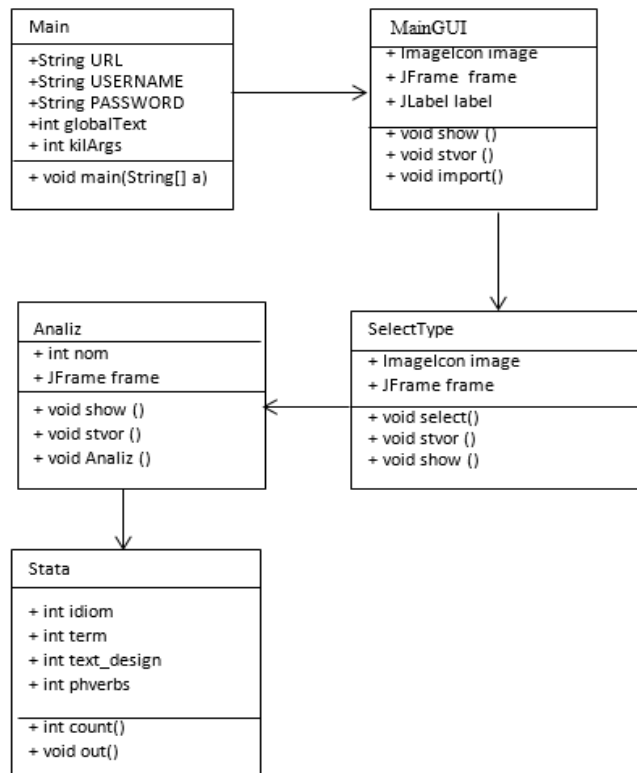 Main
+String URL
+String USERNAME
+String PASSWORD
+int globalText
+ int kilArgs
+ void main(String[] a)
MainGUI
+ ImageIcon image
+ JFrame frame
+ JLabel label
+ void show ()
+ void stvor ()
+ void import()
SelectType
+ ImageIcon image
+ JFrame frame
+ void select()
+ void stvor ()
+ void show ()
Analiz
+ int nom
+ JFrame frame
+ void show ()
+ void stvor ()
+ void Analiz ()
Stata
+ int idiom
+ int term
+ int text_design
+ int phverbs
+ int count()
+ void out()